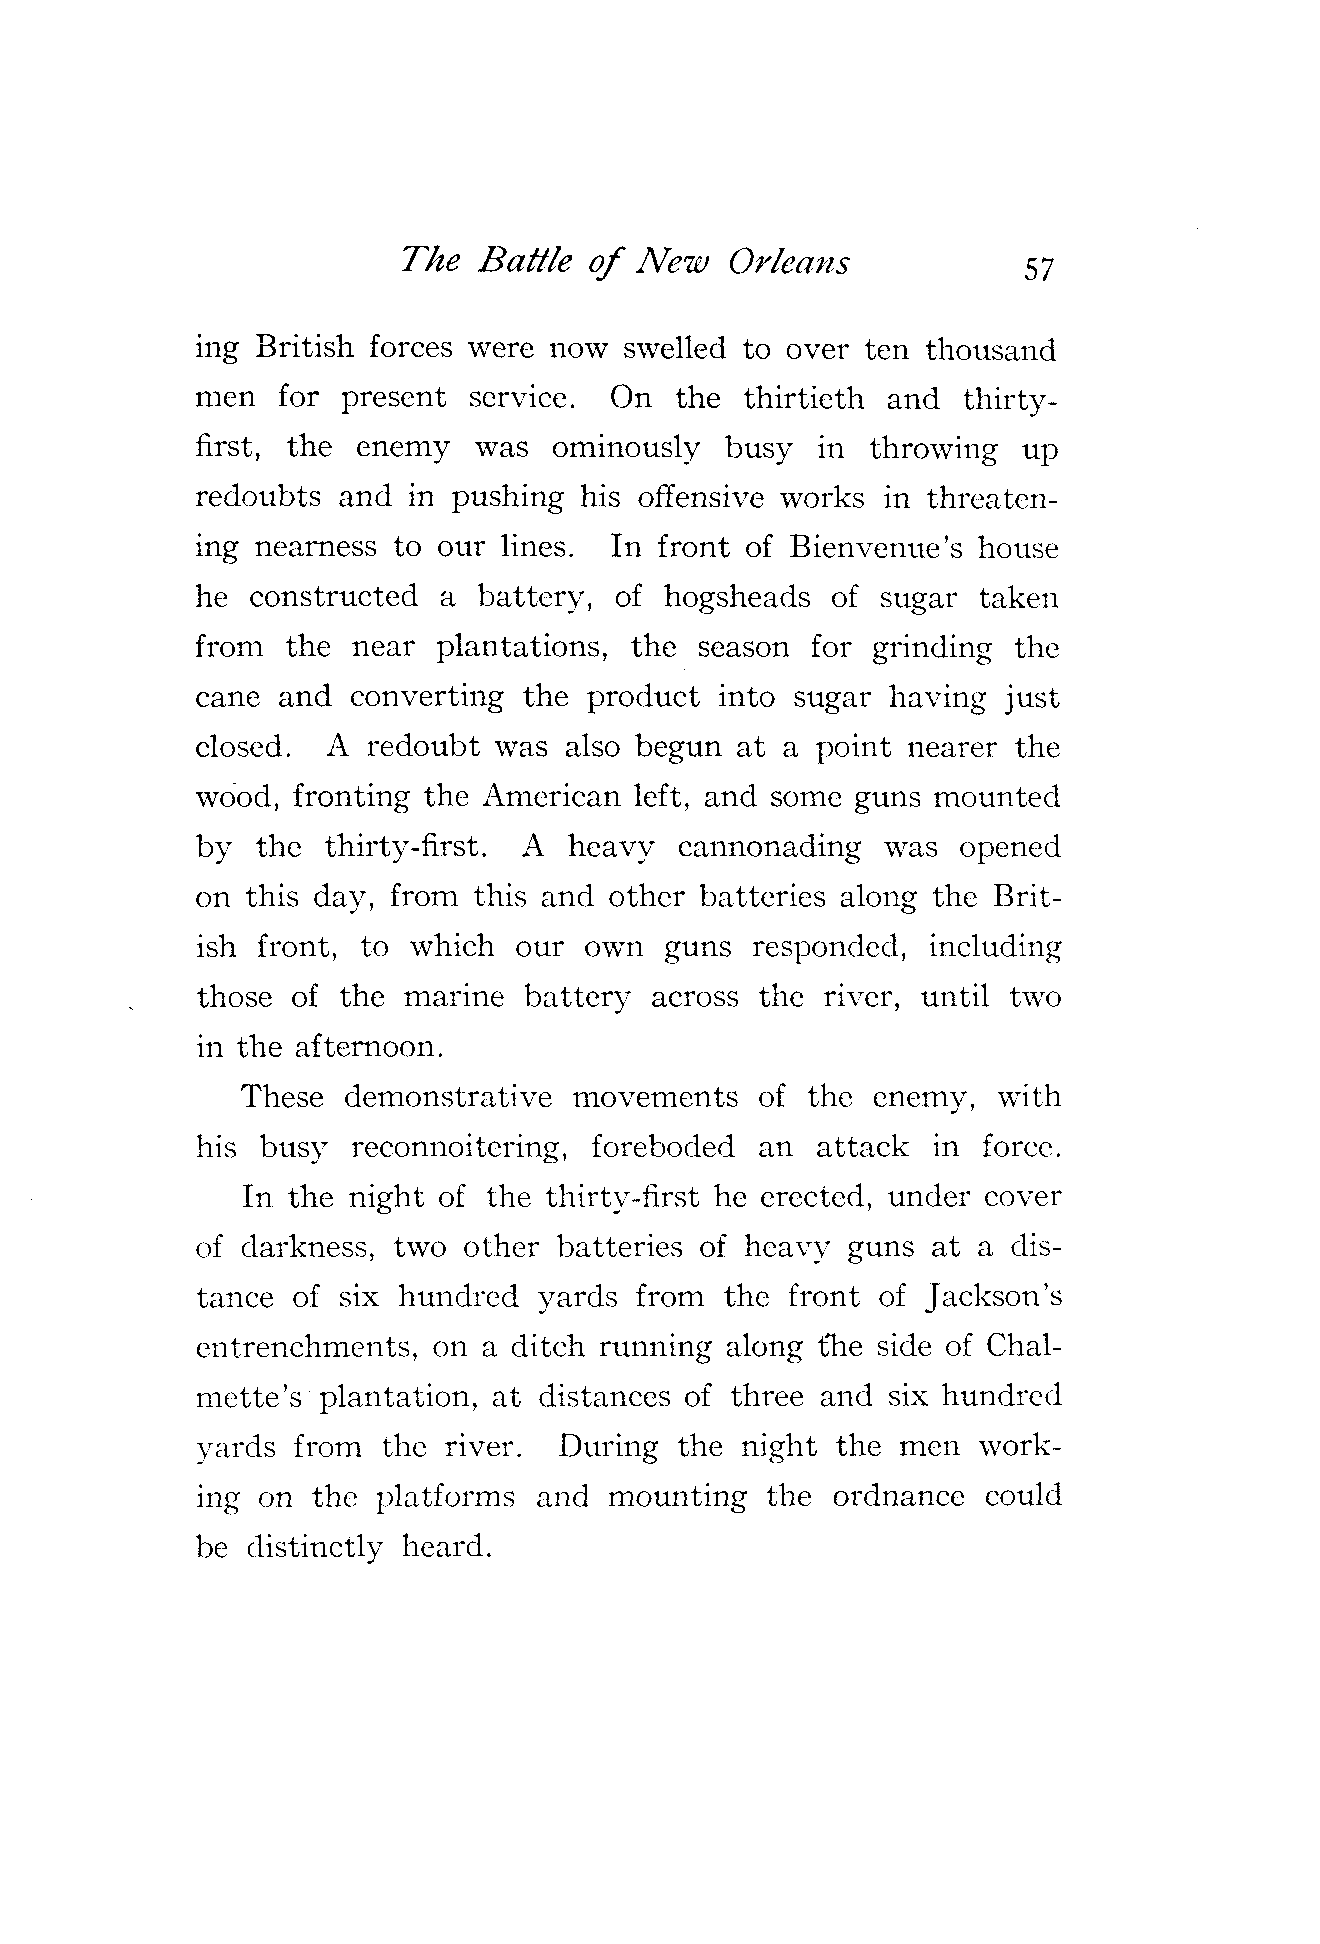 The Battle of New Orleans 57
ing British forces were now swelled to over ten thousand
men for present service. On the thirtieth and thirty-
first, the enemy was ominously busy in throwing up
redoubts and in pushing his offensive works in threaten-
ing nearness to our lines. In front of Bienvenue's house
he constructed a battery, of hogsheads of sugar taken
from the near plantations, the season for grinding the
cane and converting the product into sugar having just
closed. A redoubt was also begun at a point nearer the
wood, fronting the American left, and some guns mounted
by the thirty-first. A heavy cannonading was opened
on this day, from this and other batteries along the Brit-
ish front, to which our own guns responded, including
those of the marine battery across the river, until two
in the afternoon.
These demonstrative movements of the enemy, with
his busy reconnoitering, foreboded an attack in force.
In the night of the thirty-first he erected, under cover
of darkness, two other batteries of heavy guns at a dis-
tance of six hundred yards from the front of Jackson's
entrenchments, on a ditch running along the side of Chal-
mette's plantation, at distances of three and six hundred
yards from the river. During the night the men work-
ing on the platforms and mounting the ordnance could
be distinctly heard.